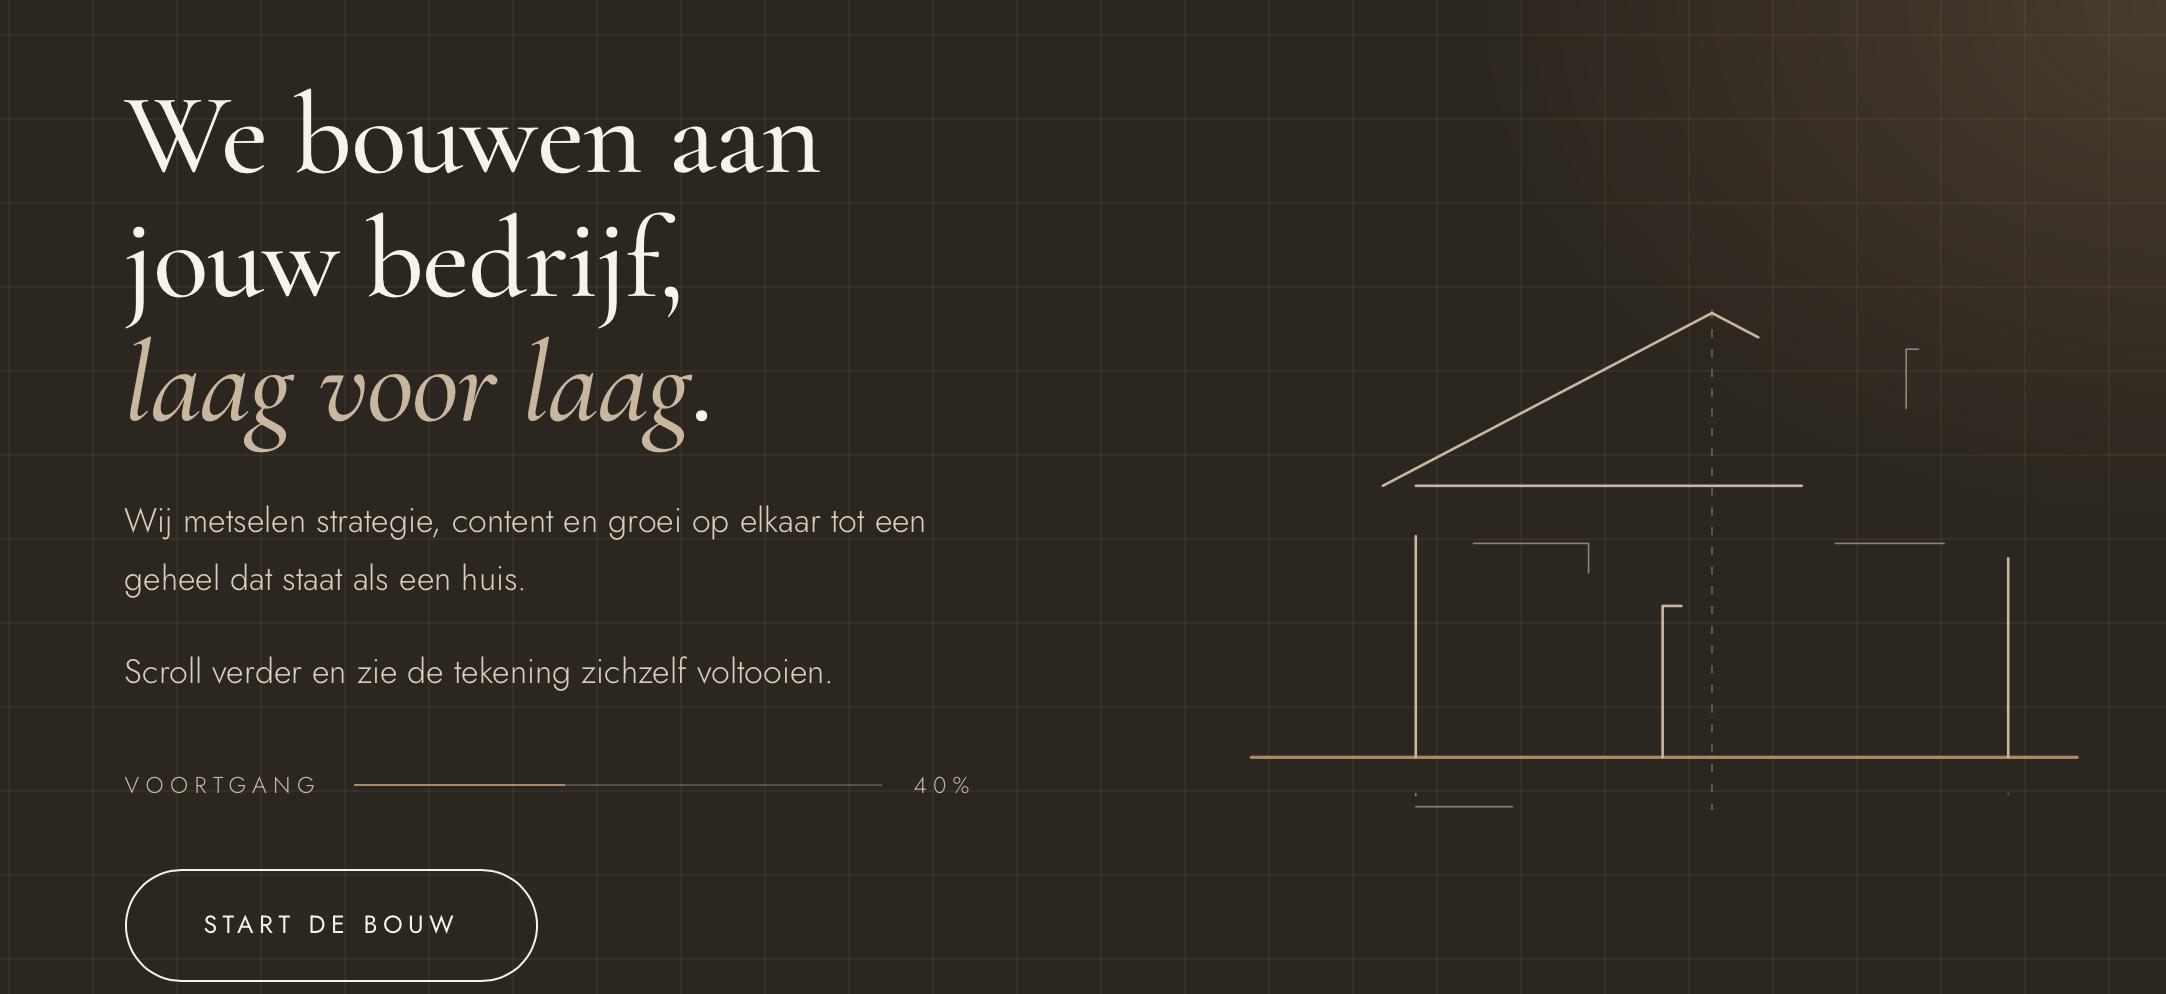 We bouwen aan
jouw bedrijf,
laag voor laag.
Wij metselen strategie, content en groei op elkaar tot een
geheel dat staat als een huis.
Scroll verder en zie de tekening zichzelf voltooien.
VOORTGANG 40%
START DE BOUW